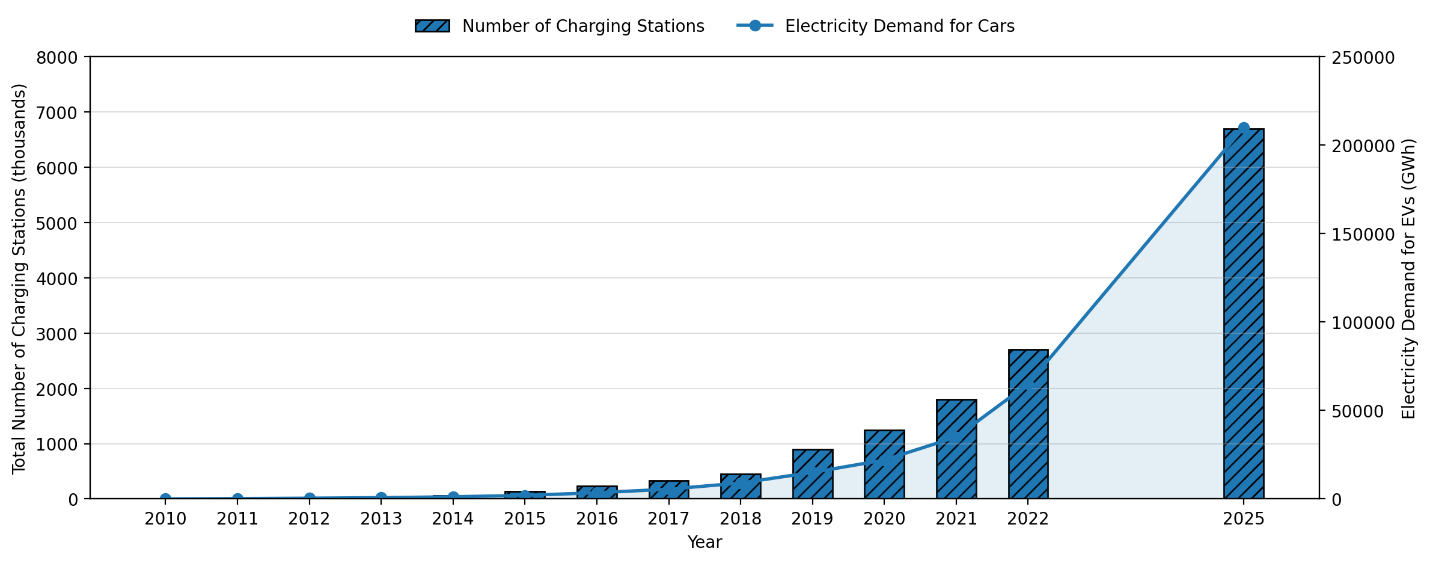 Number of Charging Stations
Electricity Demand for Cars
Total Number of Charging Stations (thousands)
8000
7000
6000
5000
4000
3000
2000
1000
0
250000
200000
150000
100000
50000
0
Electricity Demand for EVs (GWh)
2010 2011 2012 2013 2014 2015 2016 2017 2018 2019 2020 2021 2022 2025
Year